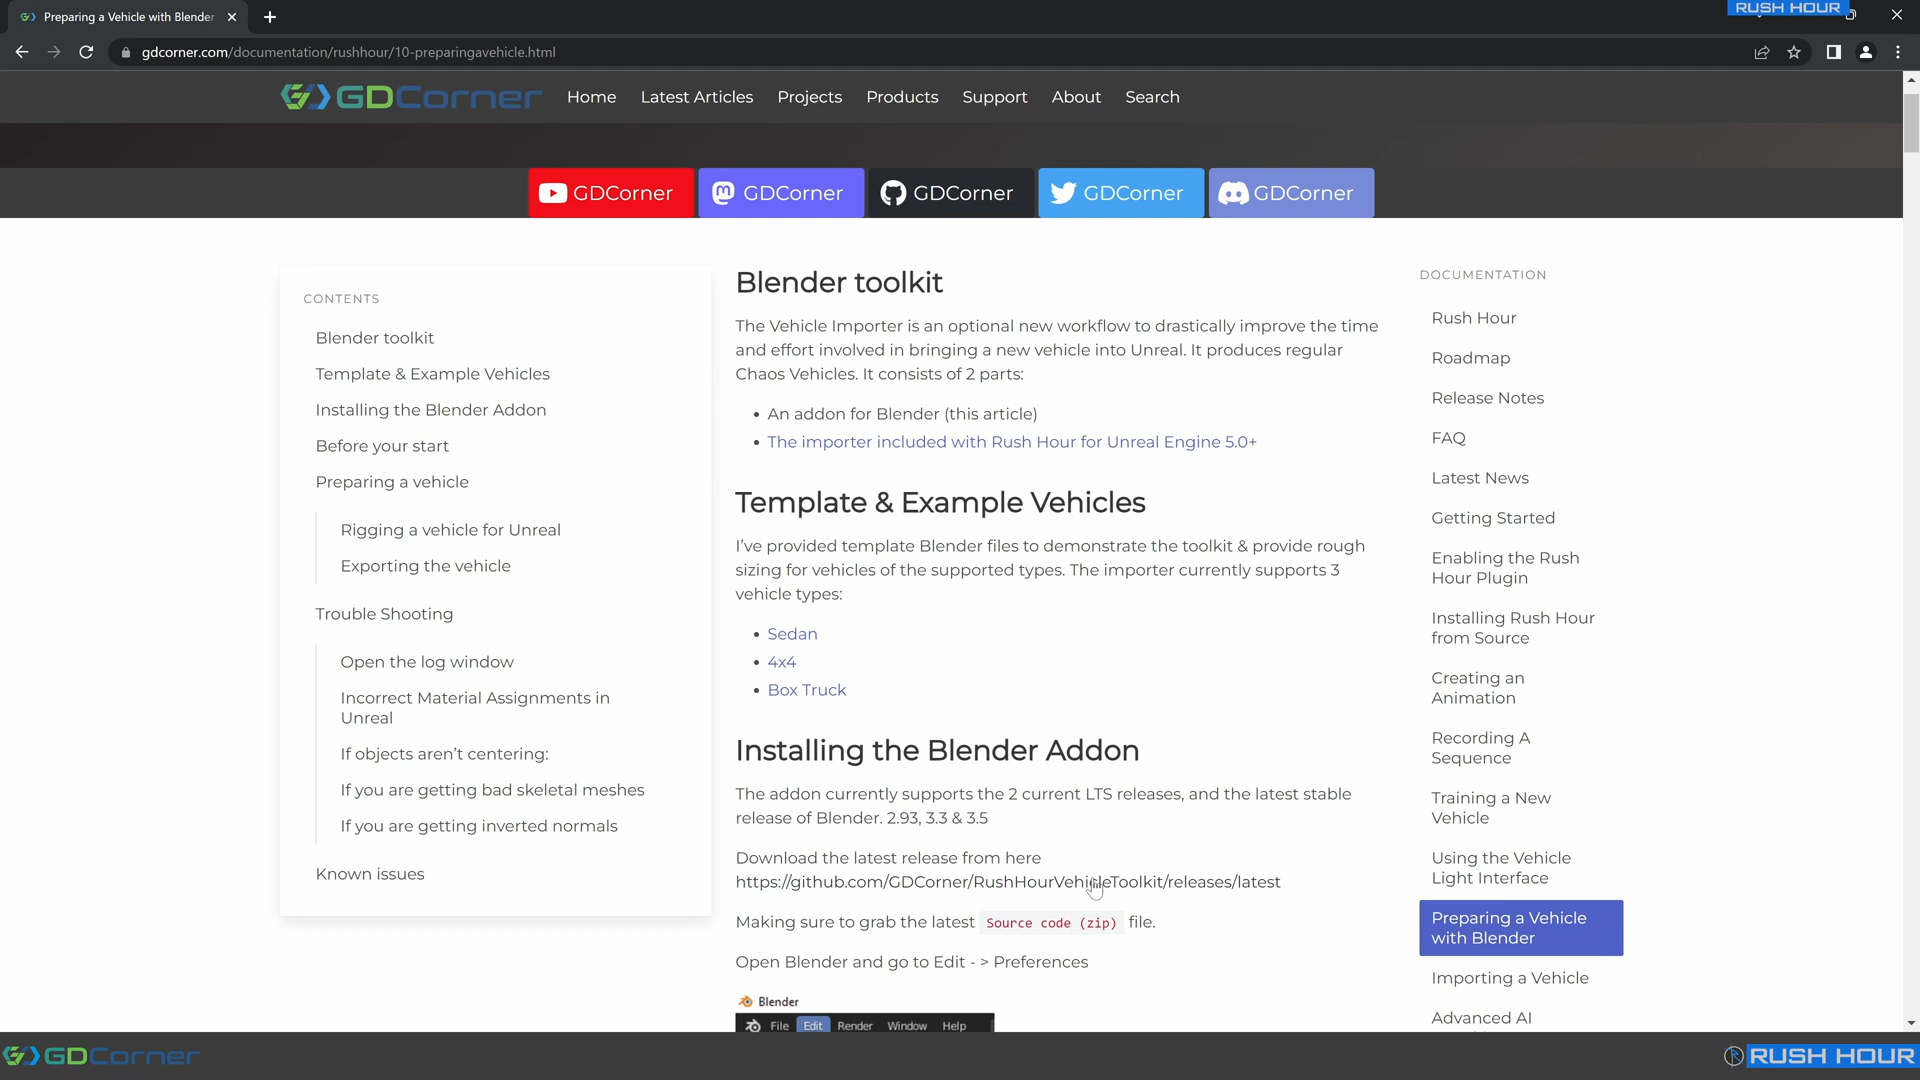 Preparing a Vehicle with Blender
RUSH HOUR
gdcorner.com/documentation/rushhour/10-preparingavehicle.html
GDCorner
Home
Latest Articles
Projects
Products
Support
About
Search
GDCorner
GDCorner
GDCorner
GDCorner
GDCorner
CONTENTS
Blender toolkit
Template & Example Vehicles
Installing the Blender Addon
Before your start
Preparing a vehicle
Rigging a vehicle for Unreal
Exporting the vehicle
Trouble Shooting
Open the log window
Incorrect Material Assignments in
Unreal
If objects aren't centering:
If you are getting bad skeletal meshes
If you are getting inverted normals
Known issues
Blender toolkit
The Vehicle Importer is an optional new workflow to drastically improve the time
and effort involved in bringing a new vehicle into Unreal. It produces regular
Chaos Vehicles. It consists of 2 parts:
• An addon for Blender (this article)
• The importer included with Rush Hour for Unreal Engine 5.0+
Template & Example Vehicles
I've provided template Blender files to demonstrate the toolkit & provide rough
sizing for vehicles of the supported types. The importer currently supports 3
vehicle types:
• Sedan
• 4x4
• Box Truck
Installing the Blender Addon
The addon currently supports the 2 current LTS releases, and the latest stable
release of Blender. 2.93, 3.3 & 3.5
Download the latest release from here
https://github.com/GDCorner/RushHourVehicleToolkit/releases/latest
Making sure to grab the latest Source code (zip) file.
Open Blender and go to Edit - > Preferences
Blender
File Edit Render Window Help
DOCUMENTATION
Rush Hour
Roadmap
Release Notes
FAQ
Latest News
Getting Started
Enabling the Rush
Hour Plugin
Installing Rush Hour
from Source
Creating an
Animation
Recording A
Sequence
Training a New
Vehicle
Using the Vehicle
Light Interface
Preparing a Vehicle
with Blender
Importing a Vehicle
Advanced AI
GDCorner
RUSH HOUR